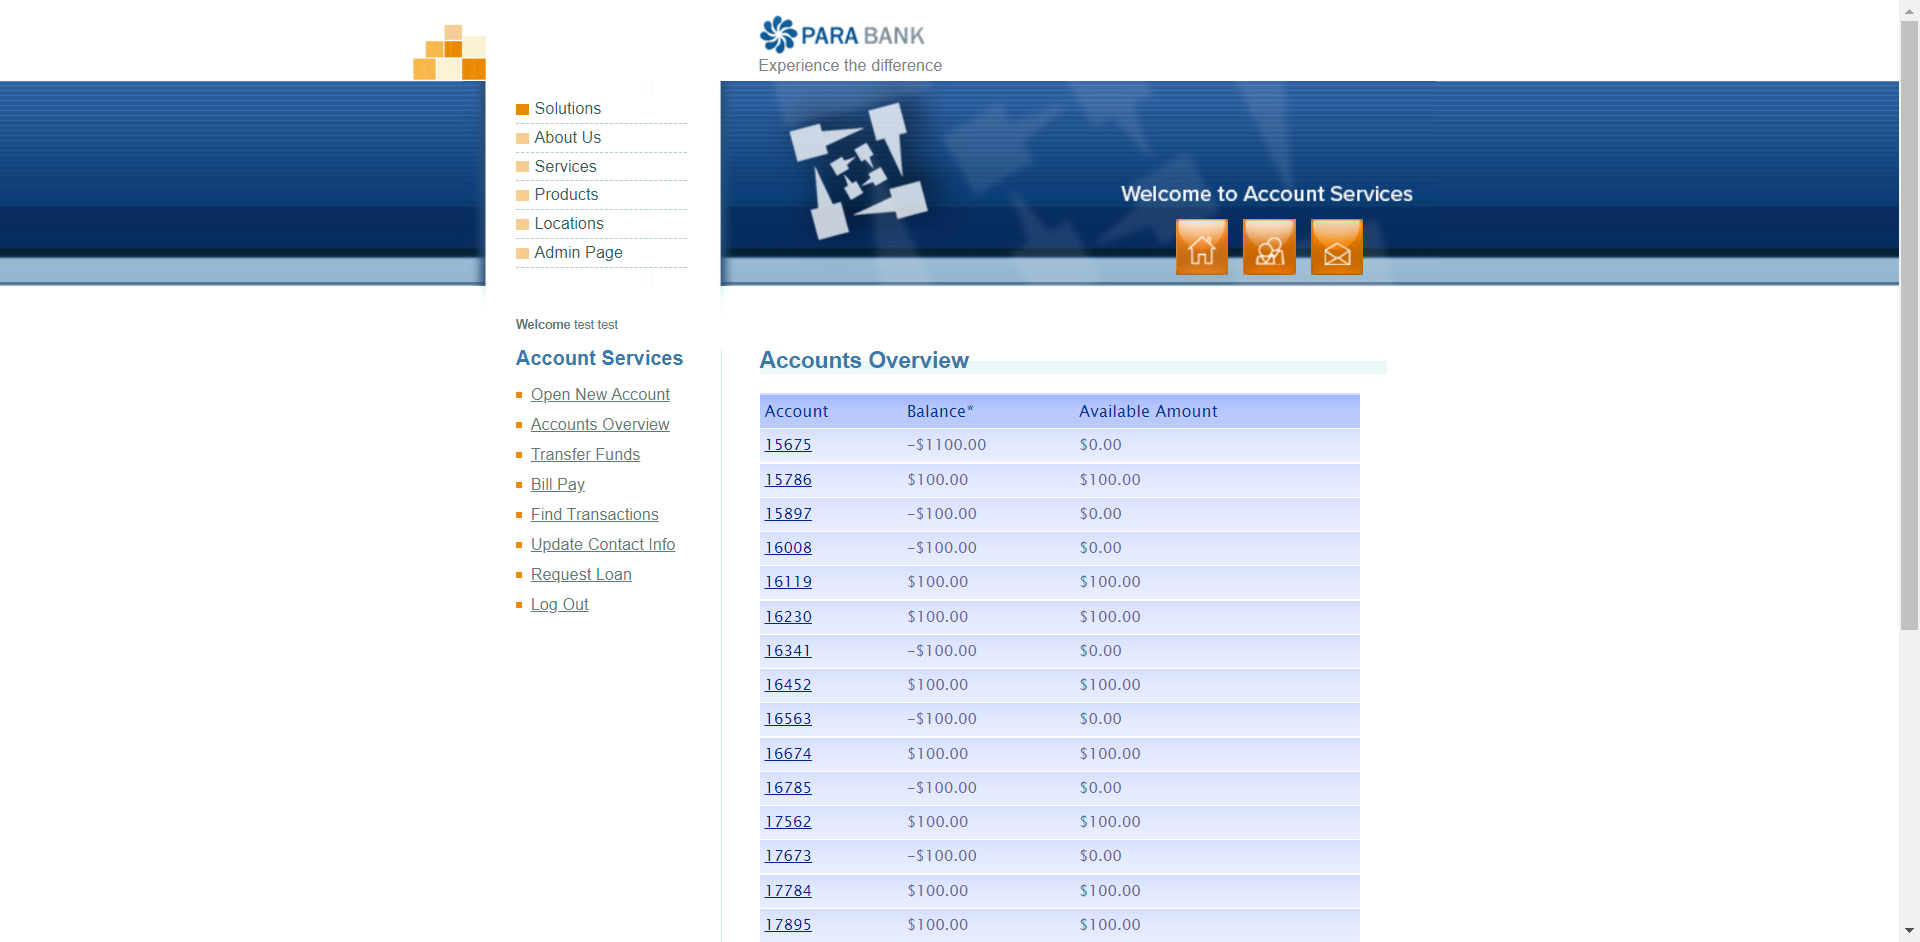 PARA BANK
Experience the difference
Solutions
About Us
Services
Products
Locations
Admin Page
Welcome to Account Services
Welcome test test
Account Services
Open New Account
Accounts Overview
Transfer Funds
Bill Pay
Find Transactions
Update Contact Info
Request Loan
Log Out
Accounts Overview
Account Balance* Available Amount
15675 -$1100.00 $0.00
15786 $100.00 $100.00
15897 -$100.00 $0.00
16008 -$100.00 $0.00
16119 $100.00 $100.00
16230 $100.00 $100.00
16341 -$100.00 $0.00
16452 $100.00 $100.00
16563 -$100.00 $0.00
16674 $100.00 $100.00
16785 -$100.00 $0.00
17562 $100.00 $100.00
17673 -$100.00 $0.00
17784 $100.00 $100.00
17895 $100.00 $100.00